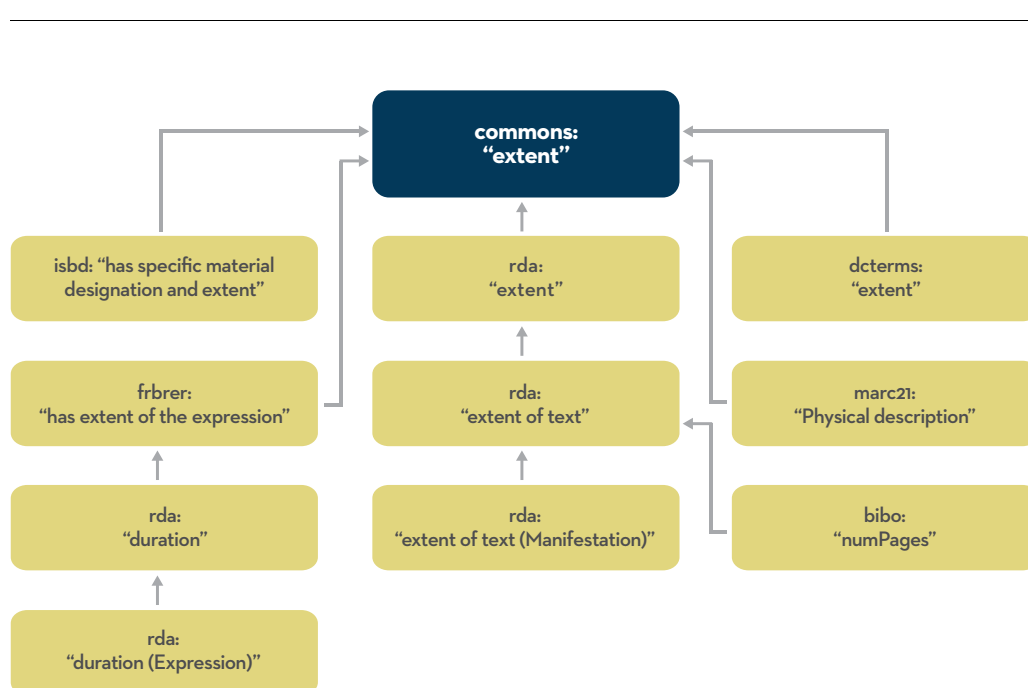 commons:
“extent”
isbd: “has specific material
designation and extent”
rda:
“extent”
dcterms:
“extent”
frbrer:
“has extent of the expression”
rda:
“extent of text”
marc21:
“Physical description”
rda:
“duration”
rda:
“extent of text (Manifestation)”
bibo:
“numPages”
rda:
“duration (Expression)”